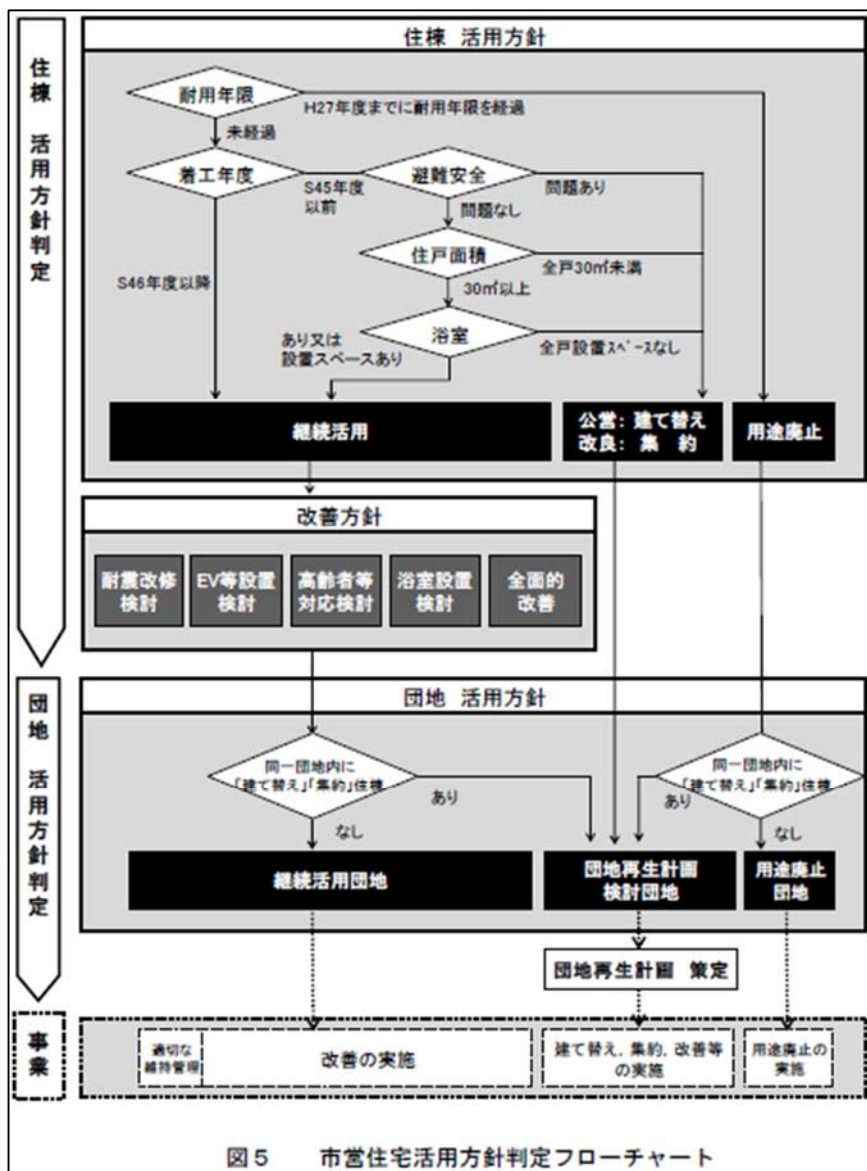 住棟 活用方針判定
住棟 活用方針
耐用年限
H27年度までに耐用年限を経過
未経過
着工年度
S45年度
以前
避難安全
問題あり
問題なし
住戸面積
全戸30㎡未満
S46年度以降
30㎡以上
浴室
あり又は
設置スペースあり
全戸設置スペースなし
継続活用
公営：建て替え
改良：集　約
用途廃止
改善方針
耐震改修
検討
EV等設置
検討
高齢者等
対応検討
浴室設置
検討
全面的
改善
団地 活用方針判定
団地 活用方針
同一団地内に
「建て替え」「集約」住棟
あり
なし
同一団地内に
「建て替え」「集約」住棟
あり
なし
継続活用団地
団地再生計画
検討団地
用途廃止
団地
団地再生計画 策定
事業
適切な
維持管理
改善の実施
建て替え，集約，改善等
の実施
用途廃止の
実施
図５　市営住宅活用方針判定フローチャート